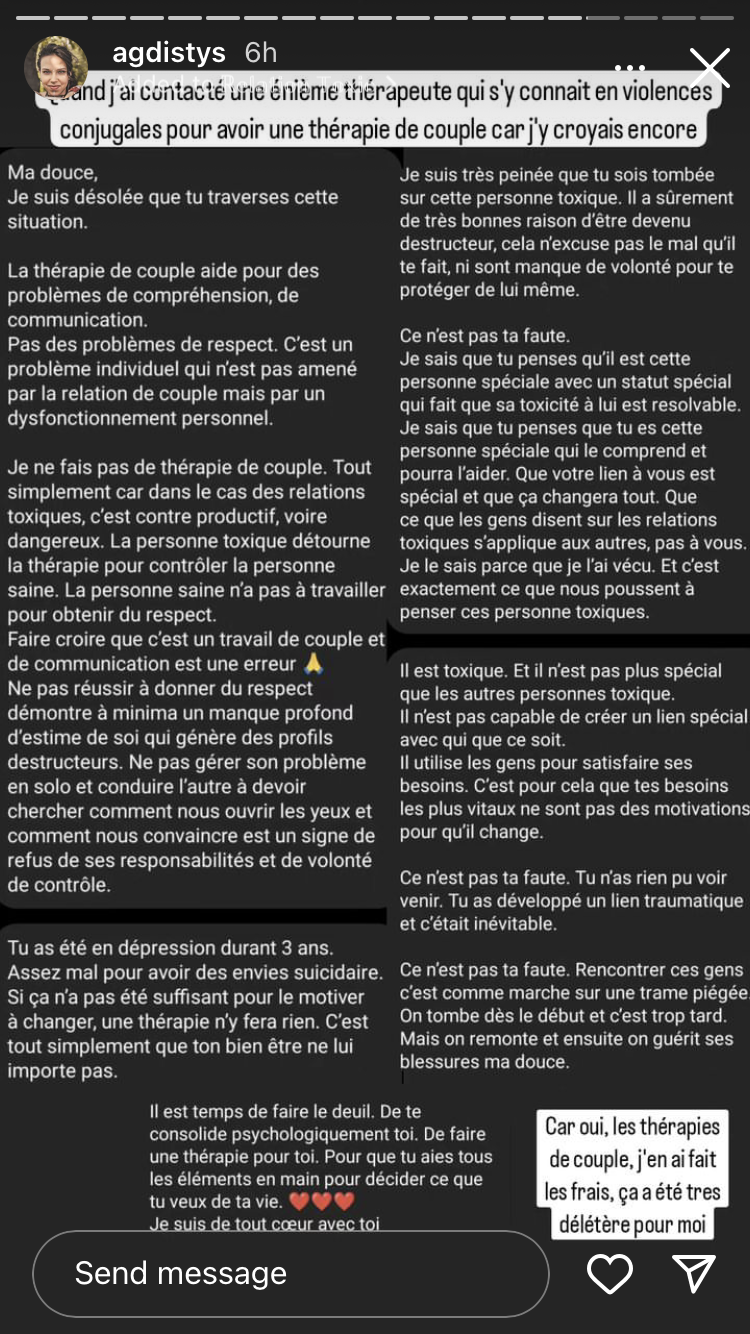 agdistys 6h
Quand j'ai contacté une énième thérapeute qui s'y connait en violences
conjugales pour avoir une thérapie de couple car j'y croyais encore
Ma douce,
Je suis désolée que tu traverses cette
situation.
La thérapie de couple aide pour des
problèmes de compréhension, de
communication.
Pas des problèmes de respect. C'est un
problème individuel qui n'est pas amené
par la relation de couple mais par un
dysfonctionnement personnel.
Je ne fais pas de thérapie de couple. Tout
simplement car dans le cas des relations
toxiques, c'est contre productif, voire
dangereux. La personne toxique détourne
la thérapie pour contrôler la personne
saine. La personne saine n'a pas à travailler
pour obtenir du respect.
Faire croire que c'est un travail de couple et
de communication est une erreur 🙏
Ne pas réussir à donner du respect
démontre à minima un manque profond
d'estime de soi qui génère des profils
destructeurs. Ne pas gérer son problème
en solo et conduire l'autre à devoir
chercher comment nous ouvrir les yeux et
comment nous convaincre est un signe de
refus de ses responsabilités et de volonté
de contrôle.
Tu as été en dépression durant 3 ans.
Assez mal pour avoir des envies suicidaire.
Si ça n'a pas été suffisant pour le motiver
à changer, une thérapie n'y fera rien. C'est
tout simplement que ton bien être ne lui
importe pas.
Je suis très peinée que tu sois tombée
sur cette personne toxique. Il a sûrement
de très bonnes raison d'être devenu
destructeur, cela n'excuse pas le mal qu'il
te fait, ni sont manque de volonté pour te
protéger de lui même.
Ce n'est pas ta faute.
Je sais que tu penses qu'il est cette
personne spéciale avec un statut spécial
qui fait que sa toxicité à lui est resolvable.
Je sais que tu penses que tu es cette
personne spéciale qui le comprend et
pourra l'aider. Que votre lien à vous est
spécial et que ça changera tout. Que
ce que les gens disent sur les relations
toxiques s'applique aux autres, pas à vous.
Je le sais parce que je l'ai vécu. Et c'est
exactement ce que nous poussent à
penser ces personne toxiques.
Il est toxique. Et il n'est pas plus spécial
que les autres personnes toxique.
Il n'est pas capable de créer un lien spécial
avec qui que ce soit.
Il utilise les gens pour satisfaire ses
besoins. C'est pour cela que tes besoins
les plus vitaux ne sont pas des motivations
pour qu'il change.
Ce n'est pas ta faute. Tu n'as rien pu voir
venir. Tu as développé un lien traumatique
et c'était inévitable.
Ce n'est pas ta faute. Rencontrer ces gens
c'est comme marche sur une trame piégée.
On tombe dès le début et c'est trop tard.
Mais on remonte et ensuite on guérit ses
blessures ma douce.
Il est temps de faire le deuil. De te
consolide psychologiquement toi. De faire
une thérapie pour toi. Pour que tu aies tous
les éléments en main pour décider ce que
tu veux de ta vie. ❤️❤️❤️
Je suis de tout cœur avec toi
Car oui, les thérapies
de couple, j'en ai fait
les frais, ça a été tres
délétère pour moi
Send message